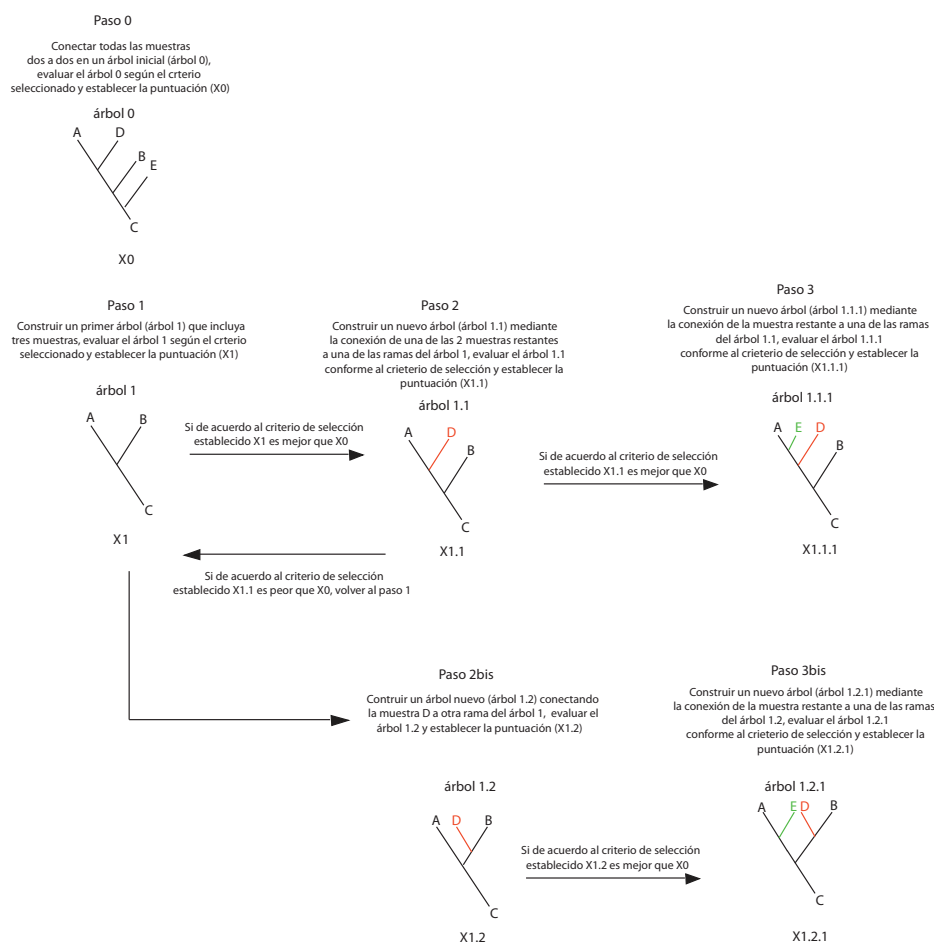 Paso 0
Conectar todas las muestras
dos a dos en un árbol inicial (árbol 0),
evaluar el árbol 0 según el crterio
seleccionado y establecer la puntuación (X0)
árbol 0
A
D
B
E
C
X0
Paso 1
Construir un primer árbol (árbol 1) que incluya
tres muestras, evaluar el árbol 1 según el crterio
seleccionado y establecer la puntuación (X1)
árbol 1
A
B
C
X1
Si de acuerdo al criterio de selección
establecido X1 es mejor que X0
Paso 2
Construir un nuevo árbol (árbol 1.1) mediante
la conexión de una de las 2 muestras restantes
a una de las ramas del árbol 1, evaluar el árbol 1.1
conforme al crieterio de selección y establecer la
puntuación (X1.1)
árbol 1.1
A
D
B
C
X1.1
Si de acuerdo al criterio de selección
establecido X1.1 es mejor que X0
Paso 3
Construir un nuevo árbol (árbol 1.1.1) mediante
la conexión de la muestra restante a una de las ramas
del árbol 1.1, evaluar el árbol 1.1.1
conforme al crieterio de selección y establecer la
puntuación (X1.1.1)
árbol 1.1.1
A
E
D
B
C
X1.1.1
Si de acuerdo al criterio de selección
establecido X1.1 es peor que X0, volver al paso 1
Paso 2bis
Contruir un árbol nuevo (árbol 1.2) conectando
la muestra D a otra rama del árbol 1, evaluar el
árbol 1.2 y establecer la puntuación (X1.2)
árbol 1.2
A
D
B
C
X1.2
Si de acuerdo al criterio de selección
establecido X1.2 es mejor que X0
Paso 3bis
Construir un nuevo árbol (árbol 1.2.1) mediante
la conexión de la muestra restante a una de las ramas
del árbol 1.2, evaluar el árbol 1.2.1
conforme al crieterio de selección y establecer la
puntuación (X1.2.1)
árbol 1.2.1
A
E
D
B
C
X1.2.1